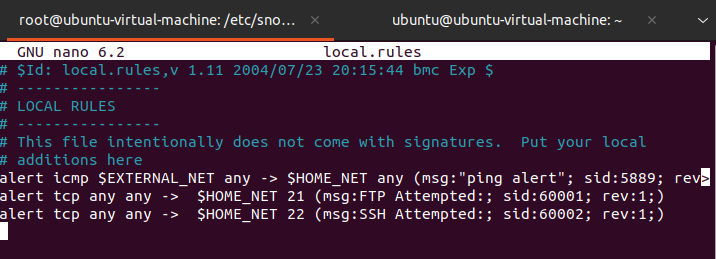 root@ubuntu-virtual-machine: /etc/sno... × ubuntu@ubuntu-virtual-machine: ~ ×
GNU nano 6.2 local.rules
# $Id: local.rules,v 1.11 2004/07/23 20:15:44 bmc Exp $
# ----------------
# LOCAL RULES
# ----------------
# This file intentionally does not come with signatures.  Put your local
# additions here
alert icmp $EXTERNAL_NET any -> $HOME_NET any (msg:"ping alert"; sid:5889; rev>
alert tcp any any ->  $HOME_NET 21 (msg:FTP Attempted:; sid:60001; rev:1;)
alert tcp any any ->  $HOME_NET 22 (msg:SSH Attempted:; sid:60002; rev:1;)